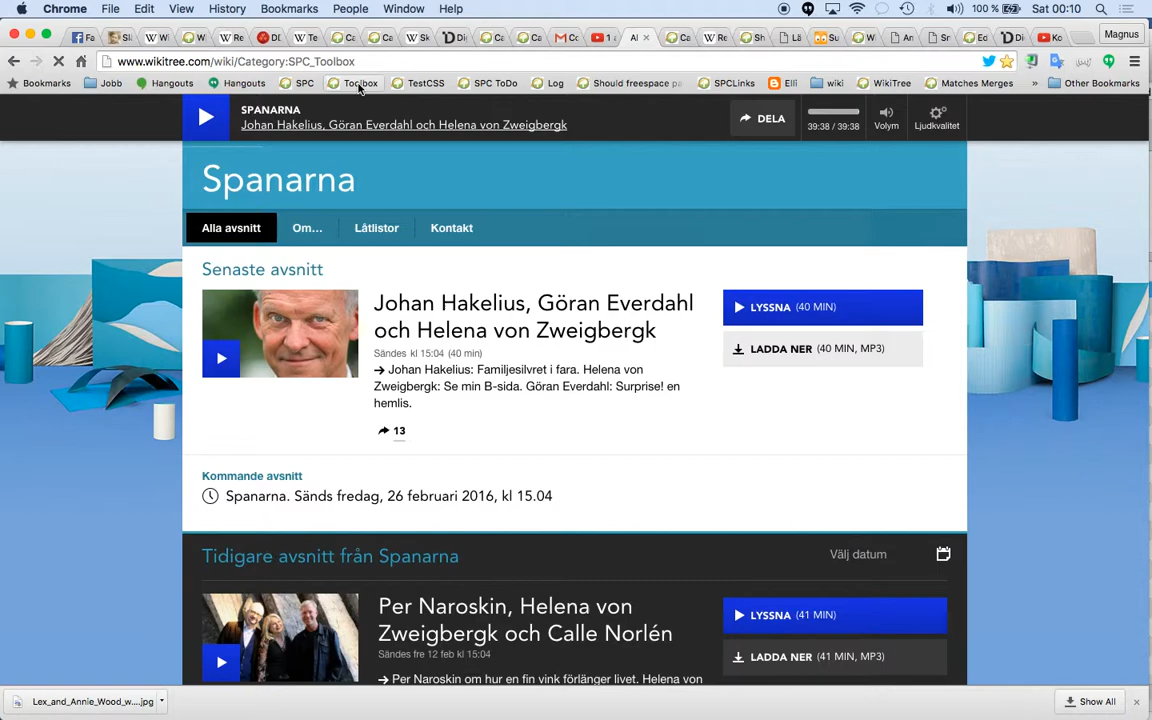 Chrome File Edit View History Bookmarks People Window Help 100 % Sat 00:10
Magnus
www.wikitree.com/wiki/Category:SPC_Toolbox
Bookmarks Jobb Hangouts Hangouts SPC Toolbox TestCSS SPC ToDo Log Should freespace pa SPCLinks Elli wiki WikiTree Matches Merges » Other Bookmarks
SPANARNA
Johan Hakelius, Göran Everdahl och Helena von Zweigbergk
DELA
39:38 / 39:38
Volym
Ljudkvalitet
Spanarna
Alla avsnitt Om... Låtlistor Kontakt
Senaste avsnitt
Johan Hakelius, Göran Everdahl
och Helena von Zweigbergk
Sändes kl 15:04 (40 min)
Johan Hakelius: Familjesilvret i fara. Helena von
Zweigbergk: Se min B-sida. Göran Everdahl: Surprise! en
hemlis.
13
LYSSNA (40 MIN)
LADDA NER (40 MIN, MP3)
Kommande avsnitt
Spanarna. Sänds fredag, 26 februari 2016, kl 15.04
Tidigare avsnitt från Spanarna
Välj datum
Per Naroskin, Helena von
Zweigbergk och Calle Norlén
Sändes fre 12 feb kl 15:04
Per Naroskin om hur en fin vink förlänger livet. Helena von
LYSSNA (41 MIN)
LADDA NER (41 MIN, MP3)
Lex_and_Annie_Wood_w....jpg
Show All